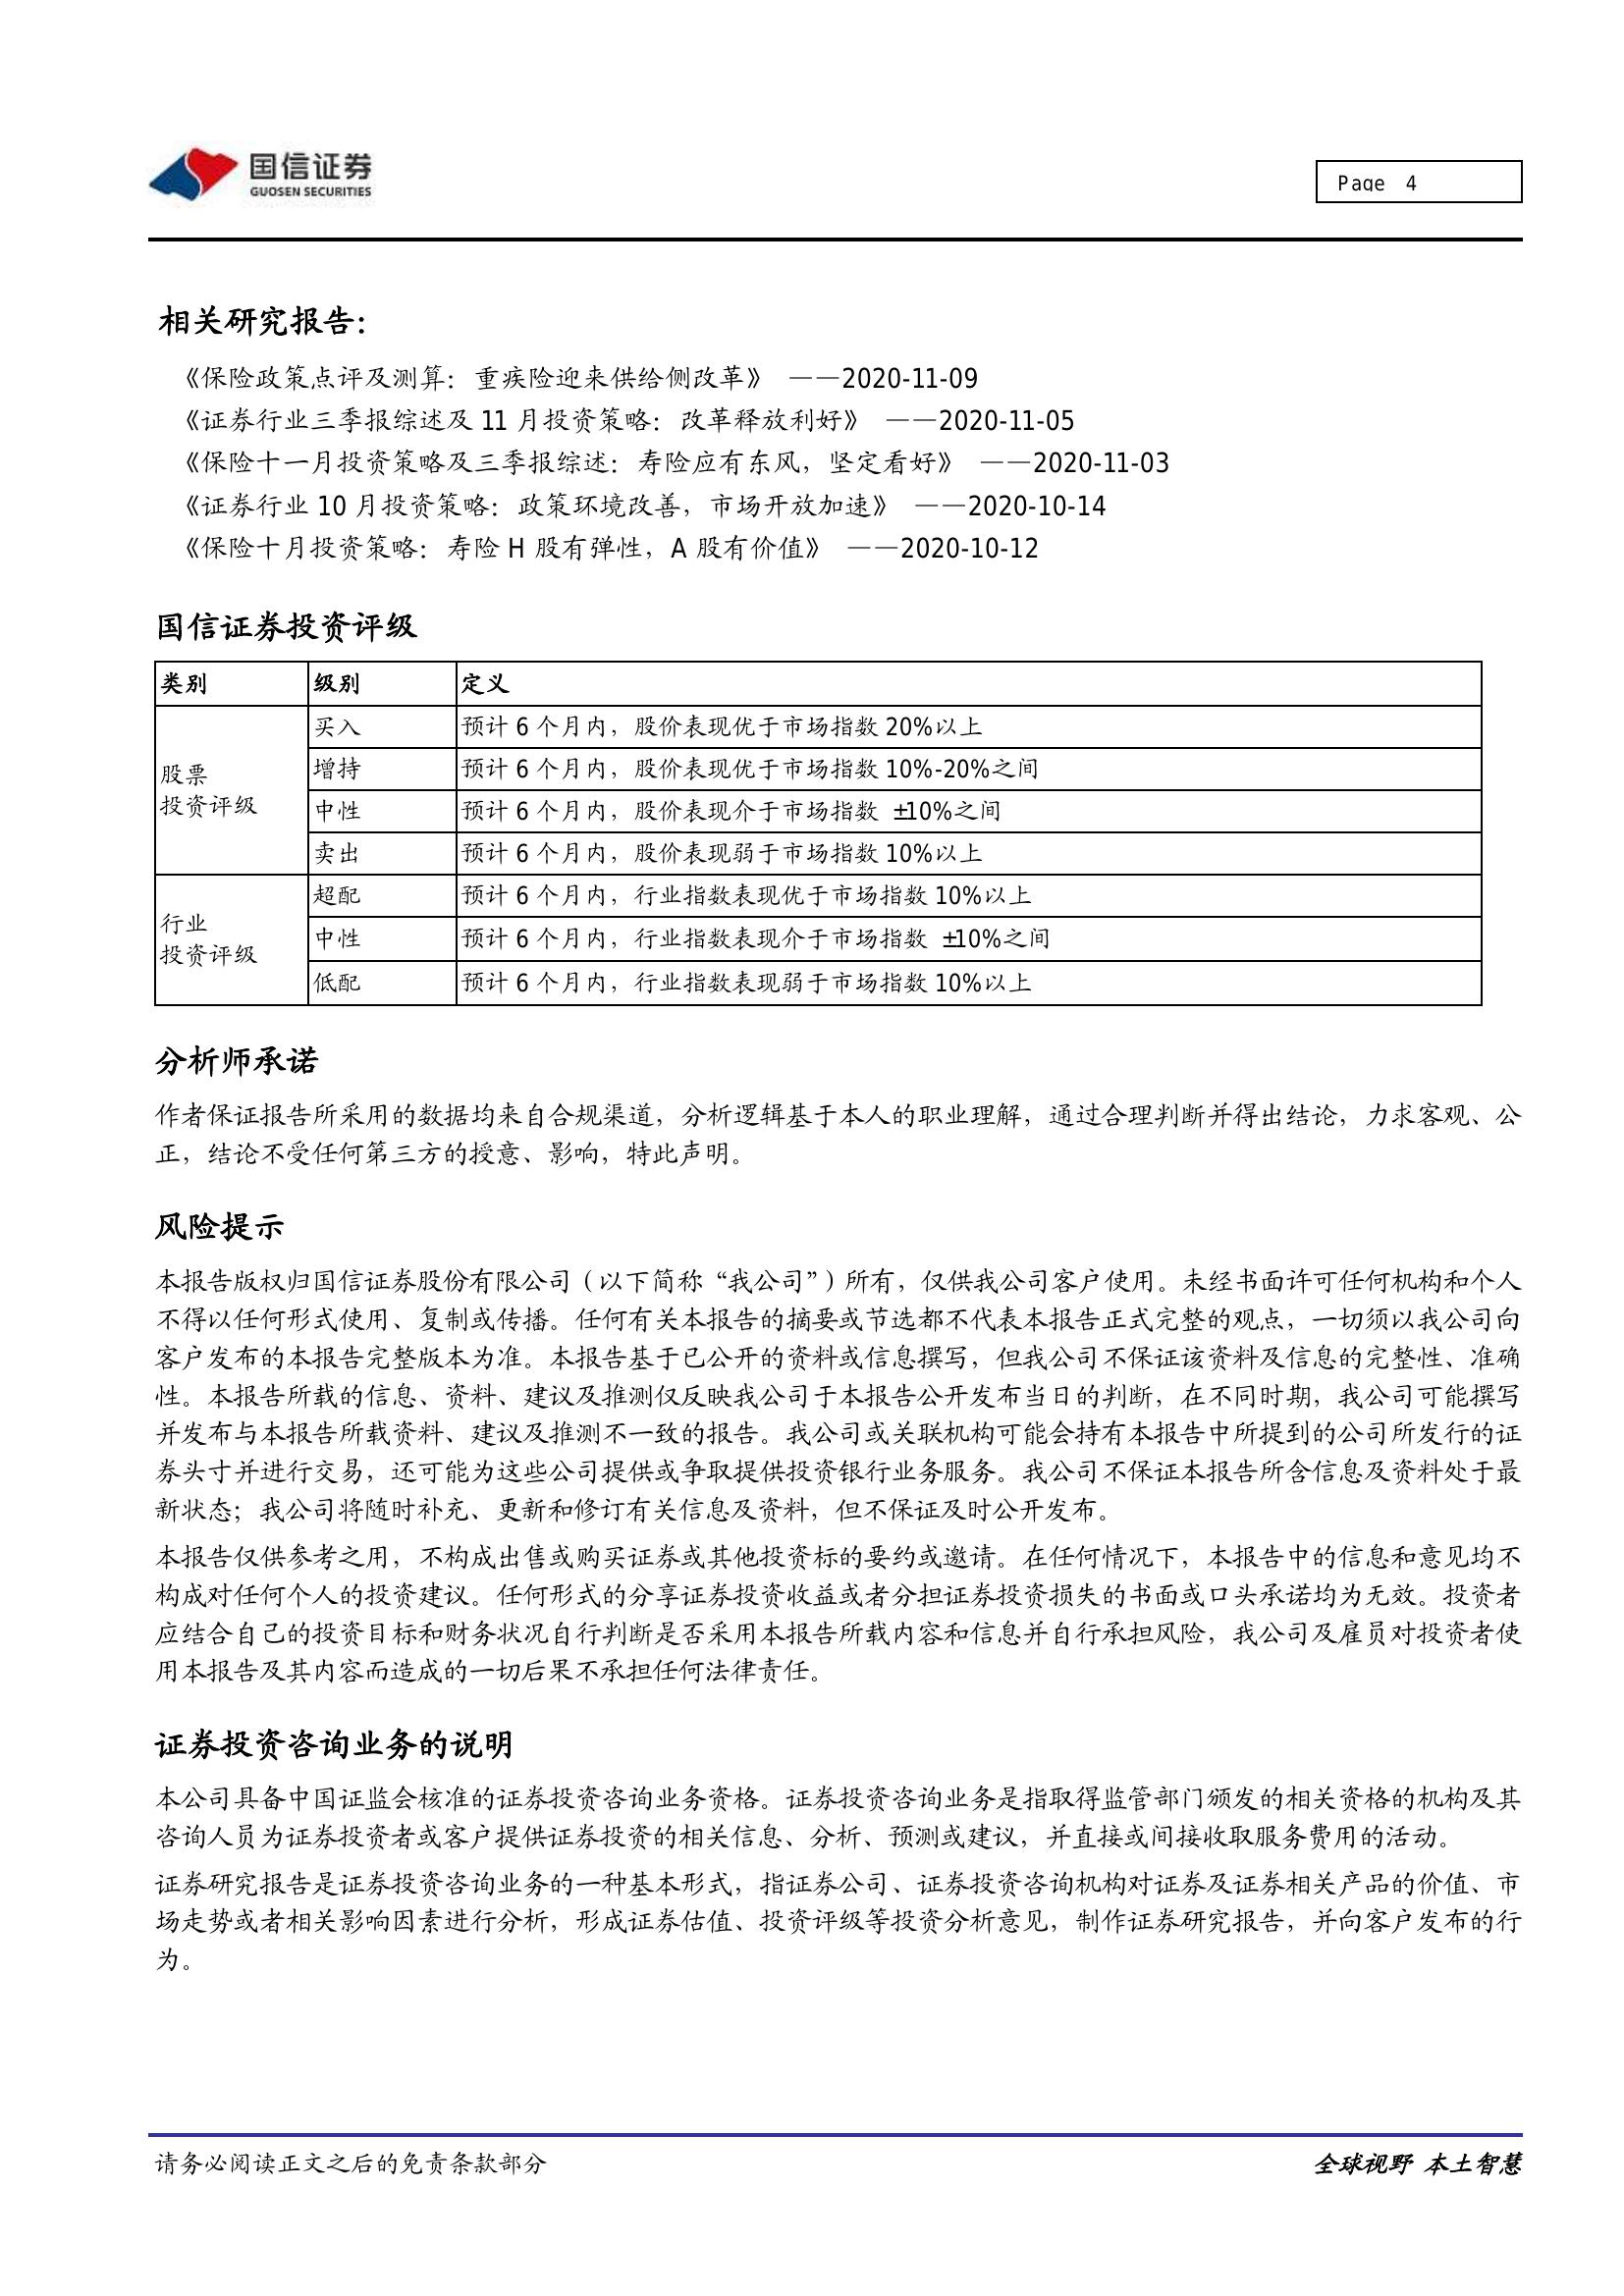 国信证券
GUOSEN SECURITIES
Page 4
相关研究报告：
《保险政策点评及测算：重疾险迎来供给侧改革》 ——2020-11-09
《证券行业三季报综述及 11 月投资策略：改革释放利好》 ——2020-11-05
《保险十一月投资策略及三季报综述：寿险应有东风，坚定看好》 ——2020-11-03
《证券行业 10 月投资策略：政策环境改善，市场开放加速》 ——2020-10-14
《保险十月投资策略：寿险 H 股有弹性，A 股有价值》 ——2020-10-12
国信证券投资评级
类别 级别 定义
股票
投资评级
买入 预计 6 个月内，股价表现优于市场指数 20%以上
增持 预计 6 个月内，股价表现优于市场指数 10%-20%之间
中性 预计 6 个月内，股价表现介于市场指数 ±10%之间
卖出 预计 6 个月内，股价表现弱于市场指数 10%以上
行业
投资评级
超配 预计 6 个月内，行业指数表现优于市场指数 10%以上
中性 预计 6 个月内，行业指数表现介于市场指数 ±10%之间
低配 预计 6 个月内，行业指数表现弱于市场指数 10%以上
分析师承诺
作者保证报告所采用的数据均来自合规渠道，分析逻辑基于本人的职业理解，通过合理判断并得出结论，力求客观、公
正，结论不受任何第三方的授意、影响，特此声明。
风险提示
本报告版权归国信证券股份有限公司（以下简称“我公司”）所有，仅供我公司客户使用。未经书面许可任何机构和个人
不得以任何形式使用、复制或传播。任何有关本报告的摘要或节选都不代表本报告正式完整的观点，一切须以我公司向
客户发布的本报告完整版本为准。本报告基于已公开的资料或信息撰写，但我公司不保证该资料及信息的完整性、准确
性。本报告所载的信息、资料、建议及推测仅反映我公司于本报告公开发布当日的判断，在不同时期，我公司可能撰写
并发布与本报告所载资料、建议及推测不一致的报告。我公司或关联机构可能会持有本报告中所提到的公司所发行的证
券头寸并进行交易，还可能为这些公司提供或争取提供投资银行业务服务。我公司不保证本报告所含信息及资料处于最
新状态；我公司将随时补充、更新和修订有关信息及资料，但不保证及时公开发布。
本报告仅供参考之用，不构成出售或购买证券或其他投资标的要约或邀请。在任何情况下，本报告中的信息和意见均不
构成对任何个人的投资建议。任何形式的分享证券投资收益或者分担证券投资损失的书面或口头承诺均为无效。投资者
应结合自己的投资目标和财务状况自行判断是否采用本报告所载内容和信息并自行承担风险，我公司及雇员对投资者使
用本报告及其内容而造成的一切后果不承担任何法律责任。
证券投资咨询业务的说明
本公司具备中国证监会核准的证券投资咨询业务资格。证券投资咨询业务是指取得监管部门颁发的相关资格的机构及其
咨询人员为证券投资者或客户提供证券投资的相关信息、分析、预测或建议，并直接或间接收取服务费用的活动。
证券研究报告是证券投资咨询业务的一种基本形式，指证券公司、证券投资咨询机构对证券及证券相关产品的价值、市
场走势或者相关影响因素进行分析，形成证券估值、投资评级等投资分析意见，制作证券研究报告，并向客户发布的行
为。
请务必阅读正文之后的免责条款部分
全球视野 本土智慧